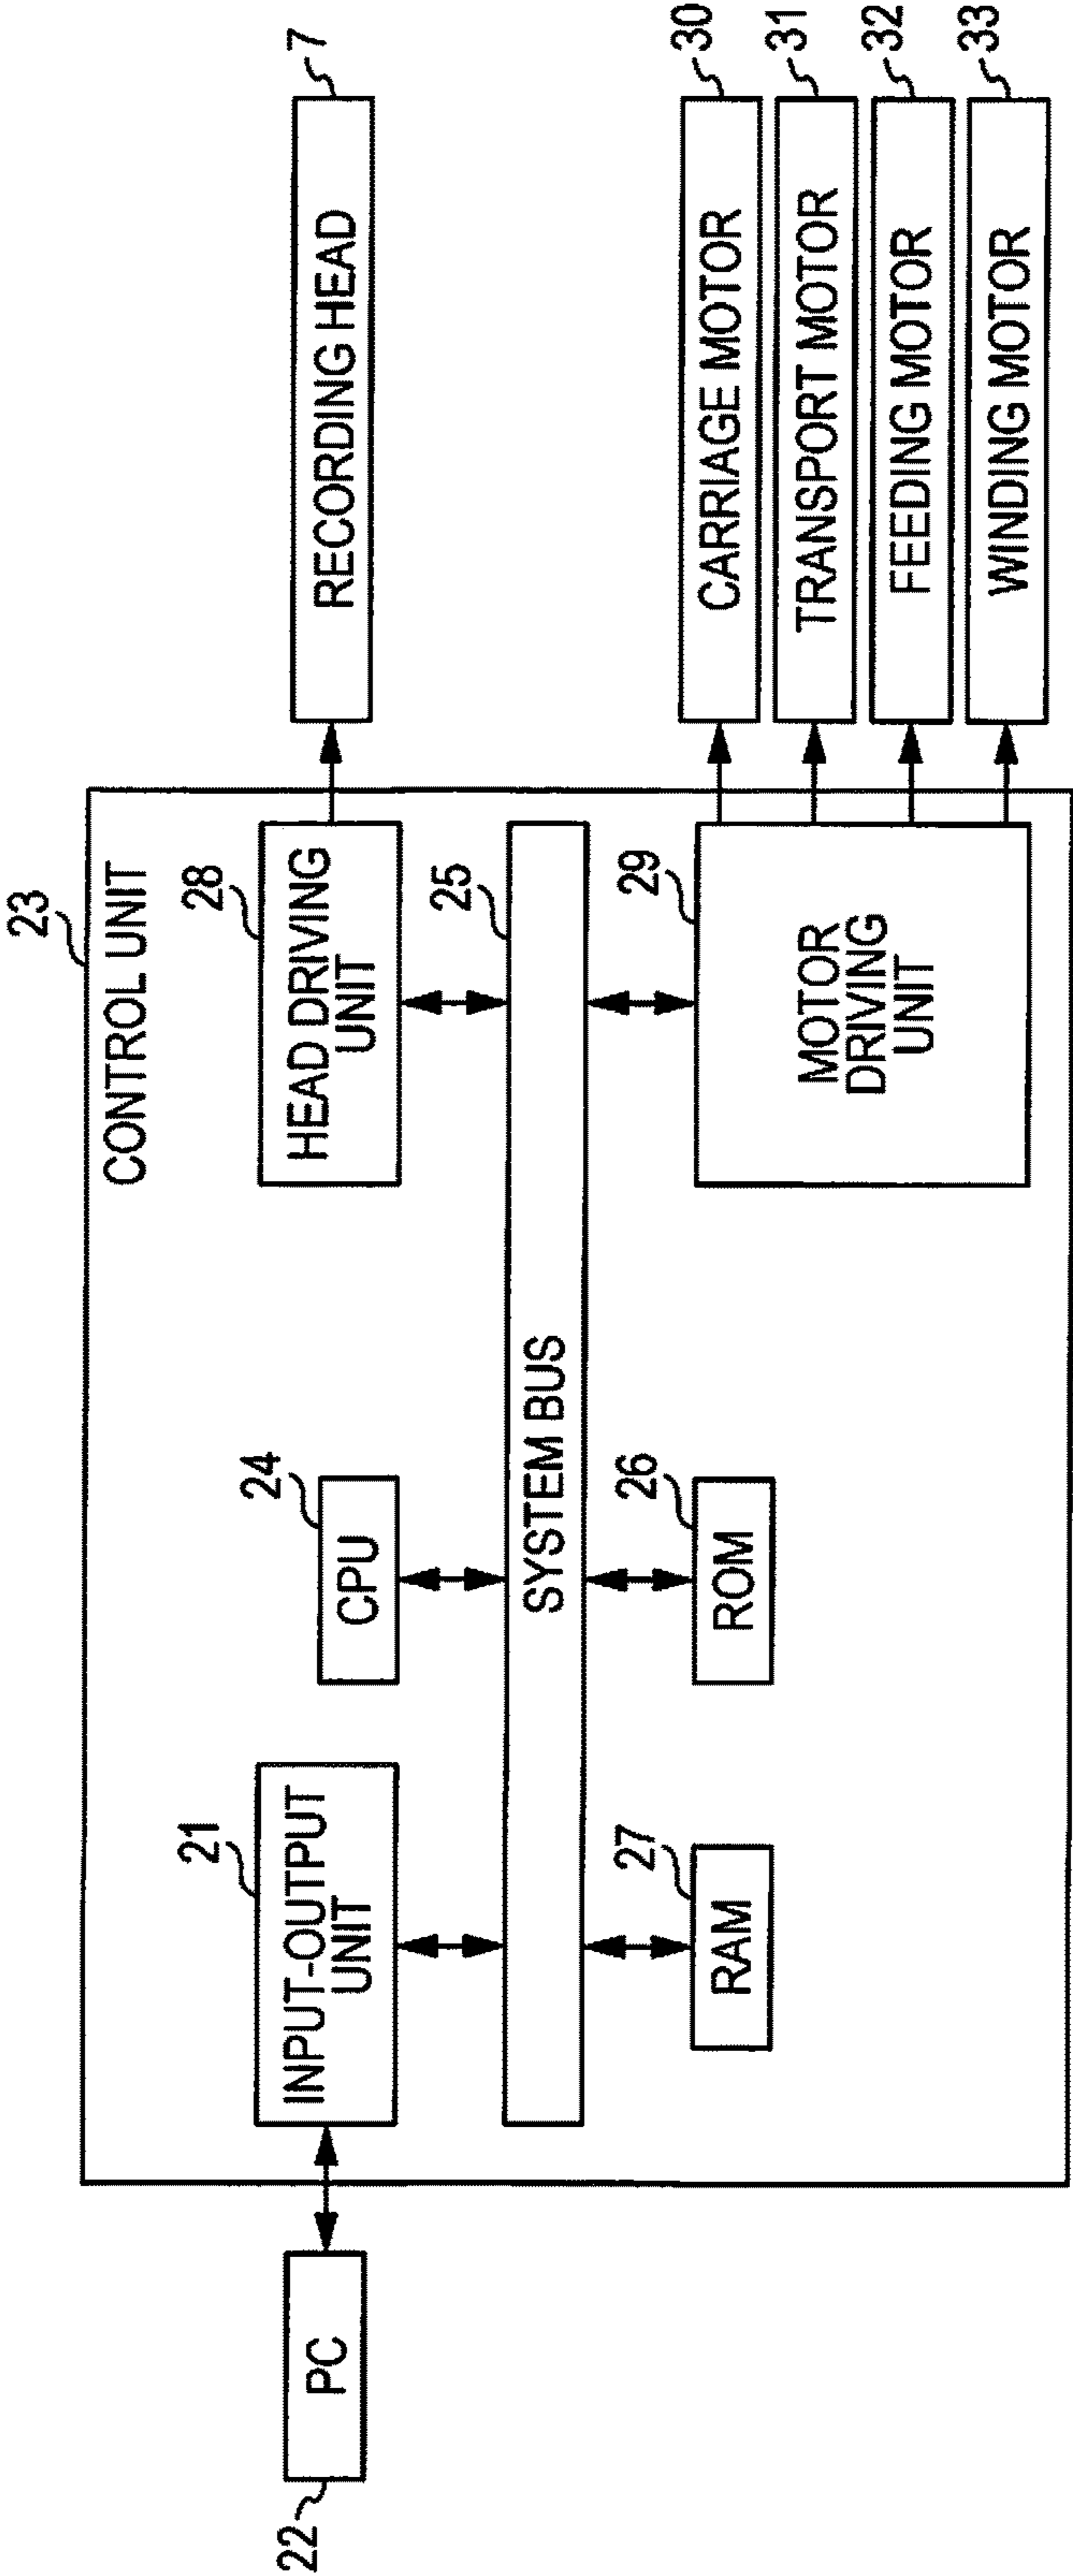 23
CONTROL UNIT
22
PC
21
INPUT-OUTPUT
UNIT
24
CPU
28
HEAD DRIVING
UNIT
7
RECORDING HEAD
25
SYSTEM BUS
27
RAM
26
ROM
29
MOTOR
DRIVING
UNIT
30
CARRIAGE MOTOR
31
TRANSPORT MOTOR
32
FEEDING MOTOR
33
WINDING MOTOR